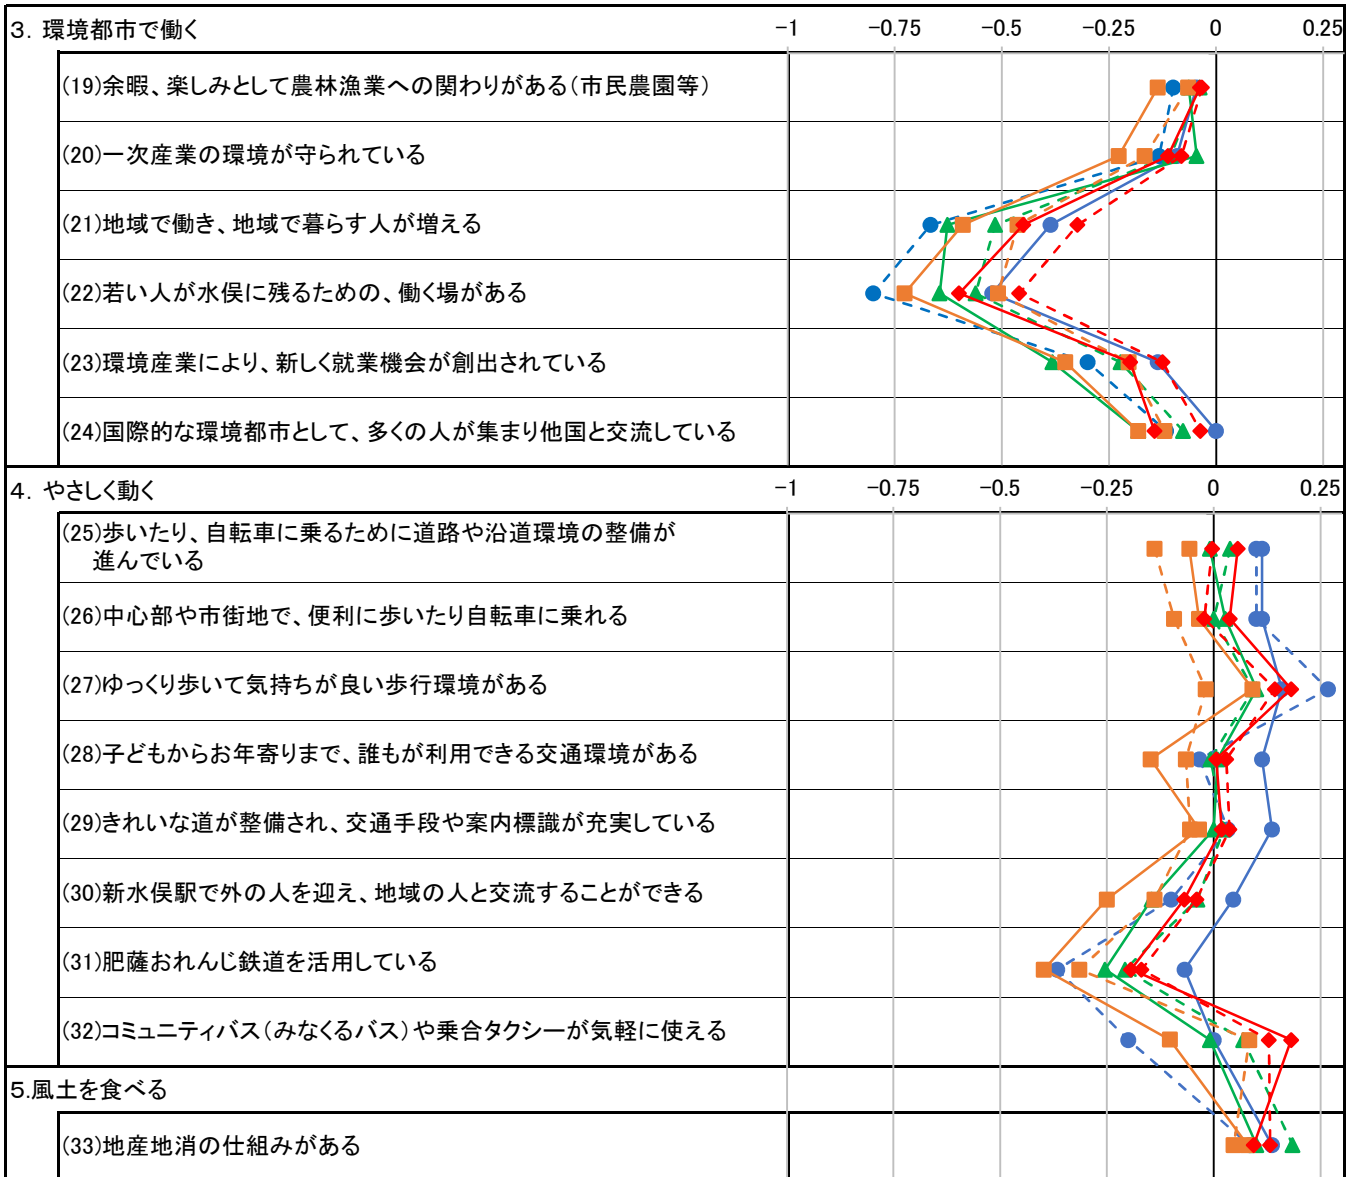 3．環境都市で働く
−1 −0.75 −0.5 −0.25 0 0.25
(19)余暇、楽しみとして農林漁業への関わりがある（市民農園等）
(20)一次産業の環境が守られている
(21)地域で働き、地域で暮らす人が増える
(22)若い人が水俣に残るための、働く場がある
(23)環境産業により、新しく就業機会が創出されている
(24)国際的な環境都市として、多くの人が集まり他国と交流している
4．やさしく動く
−1 −0.75 −0.5 −0.25 0 0.25
(25)歩いたり、自転車に乗るために道路や沿道環境の整備が
進んでいる
(26)中心部や市街地で、便利に歩いたり自転車に乗れる
(27)ゆっくり歩いて気持ちが良い歩行環境がある
(28)子どもからお年寄りまで、誰もが利用できる交通環境がある
(29)きれいな道が整備され、交通手段や案内標識が充実している
(30)新水俣駅で外の人を迎え、地域の人と交流することができる
(31)肥薩おれんじ鉄道を活用している
(32)コミュニティバス（みなくるバス）や乗合タクシーが気軽に使える
5.風土を食べる
(33)地産地消の仕組みがある